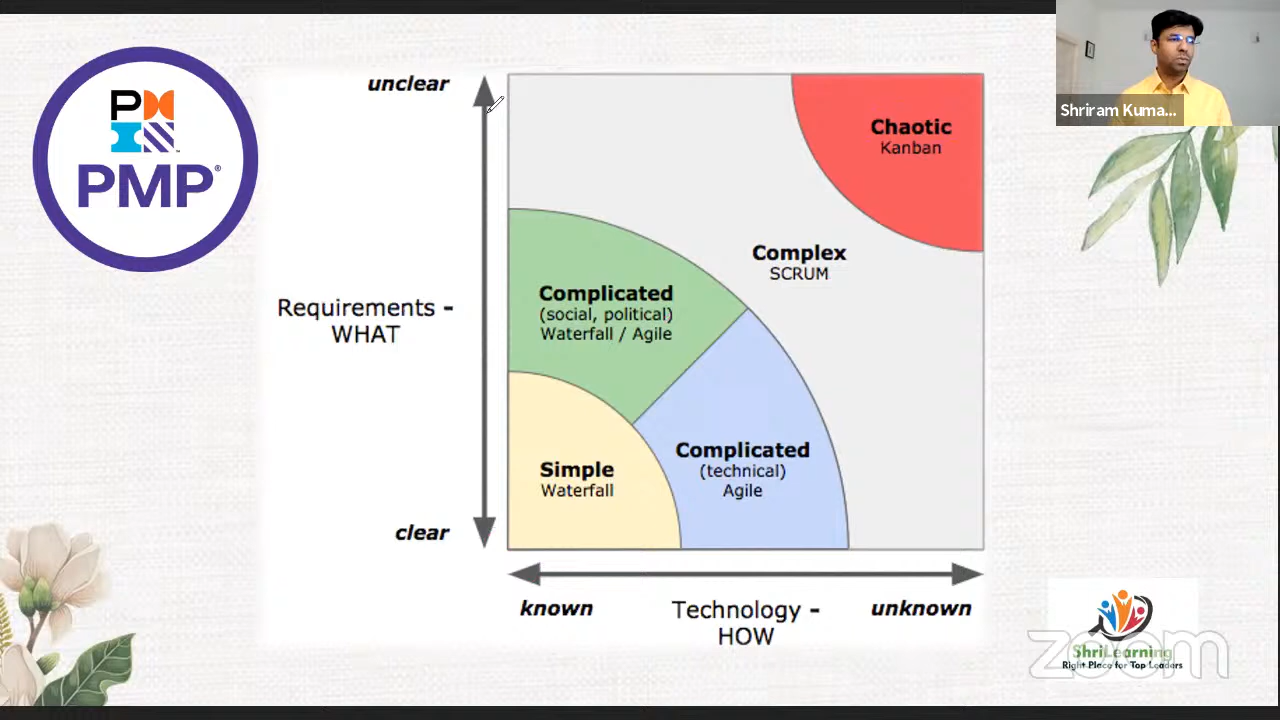 PM
PMP®
Shriram Kuma...
unclear
Chaotic
Kanban
Complex
SCRUM
Complicated
(social, political)
Waterfall / Agile
Requirements -
WHAT
Complicated
(technical)
Agile
Simple
Waterfall
clear
known
Technology -
HOW
unknown
zoom
ShriLearning
Right Place for Top Leaders